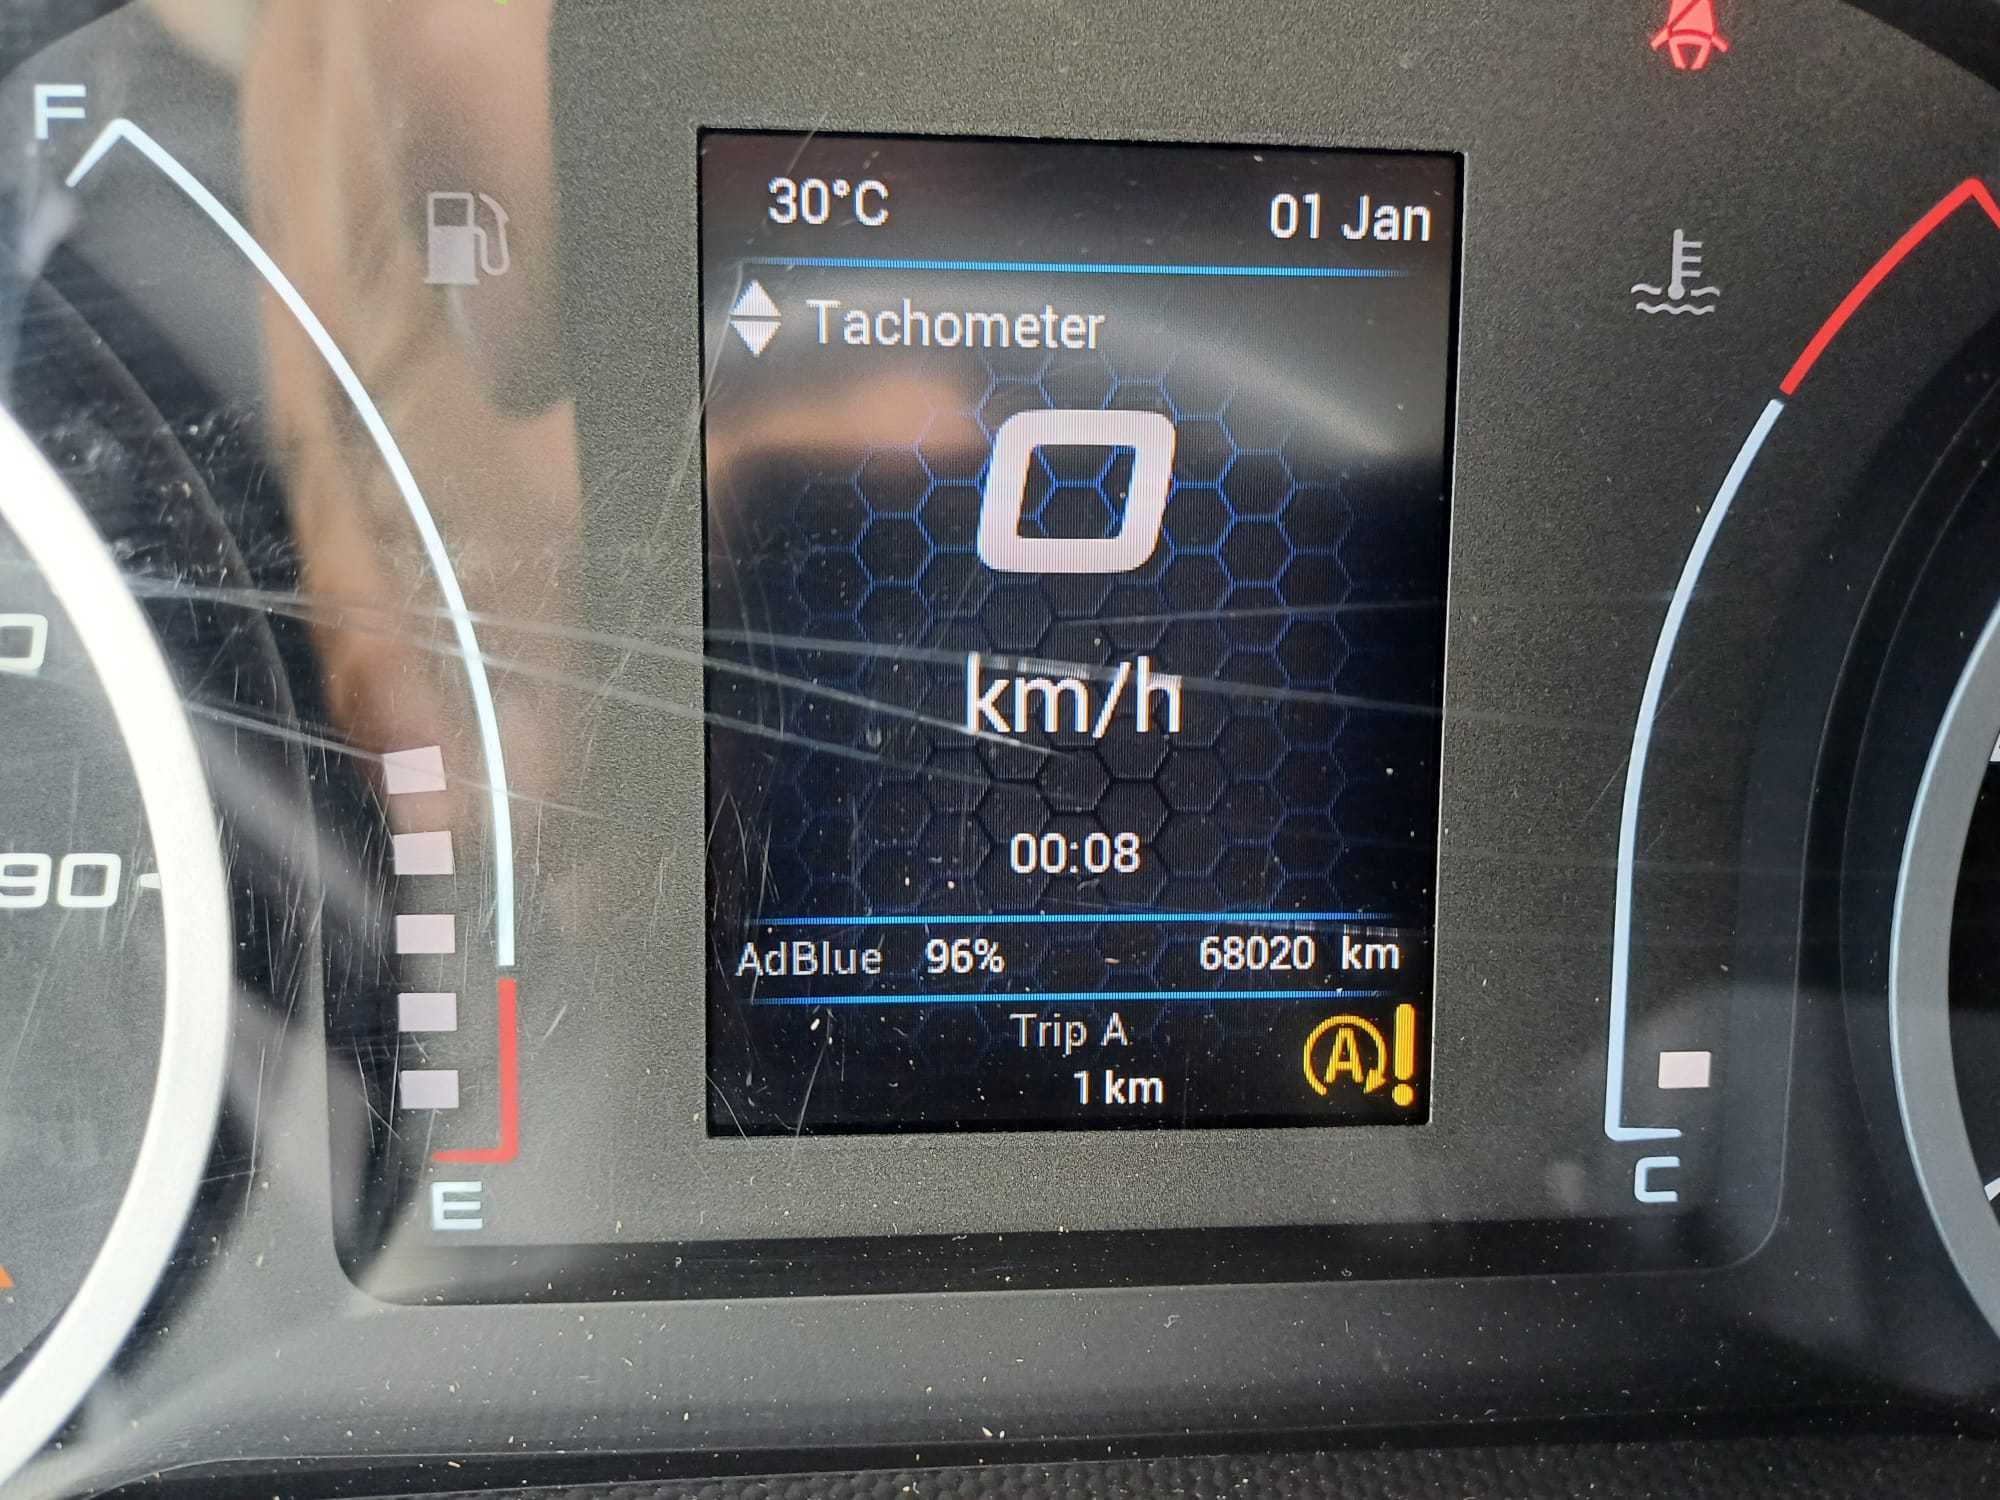 F
30°C 01 Jan
Tachometer
0
km/h
00:08
90
AdBlue 96% 68020 km
Trip A
A!
1 km
E
C